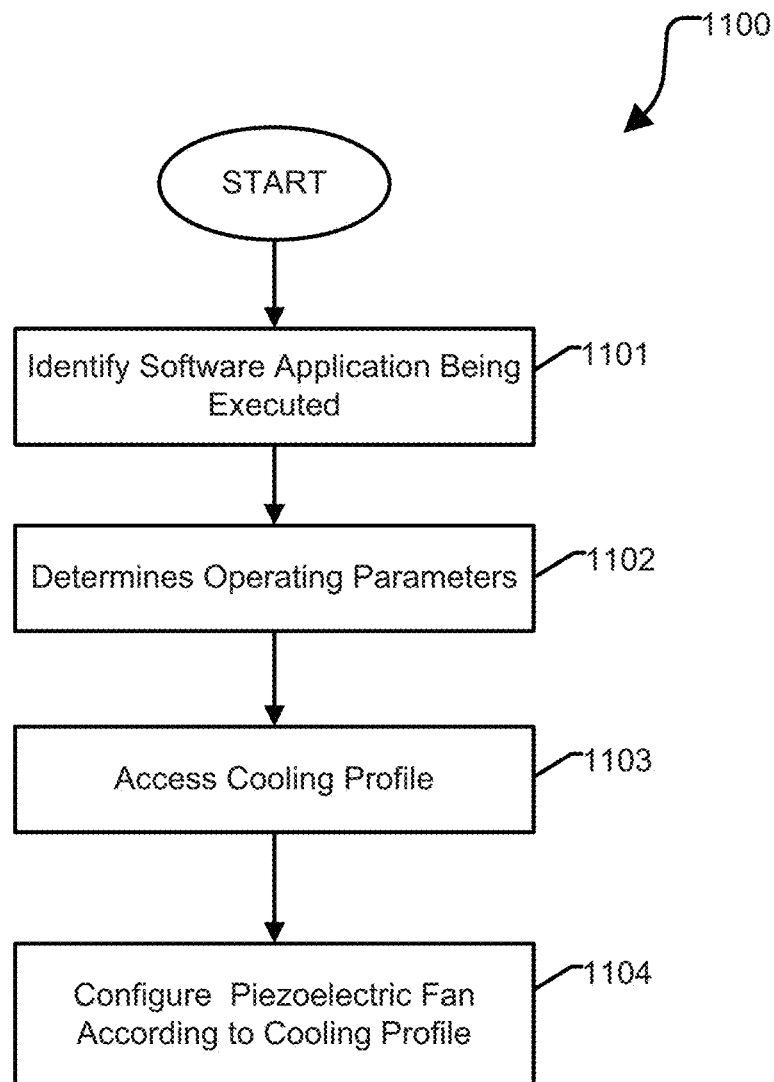 1100
START
Identify Software Application Being
Executed
1101
Determines Operating Parameters
1102
Access Cooling Profile
1103
Configure Piezoelectric Fan
According to Cooling Profile
1104